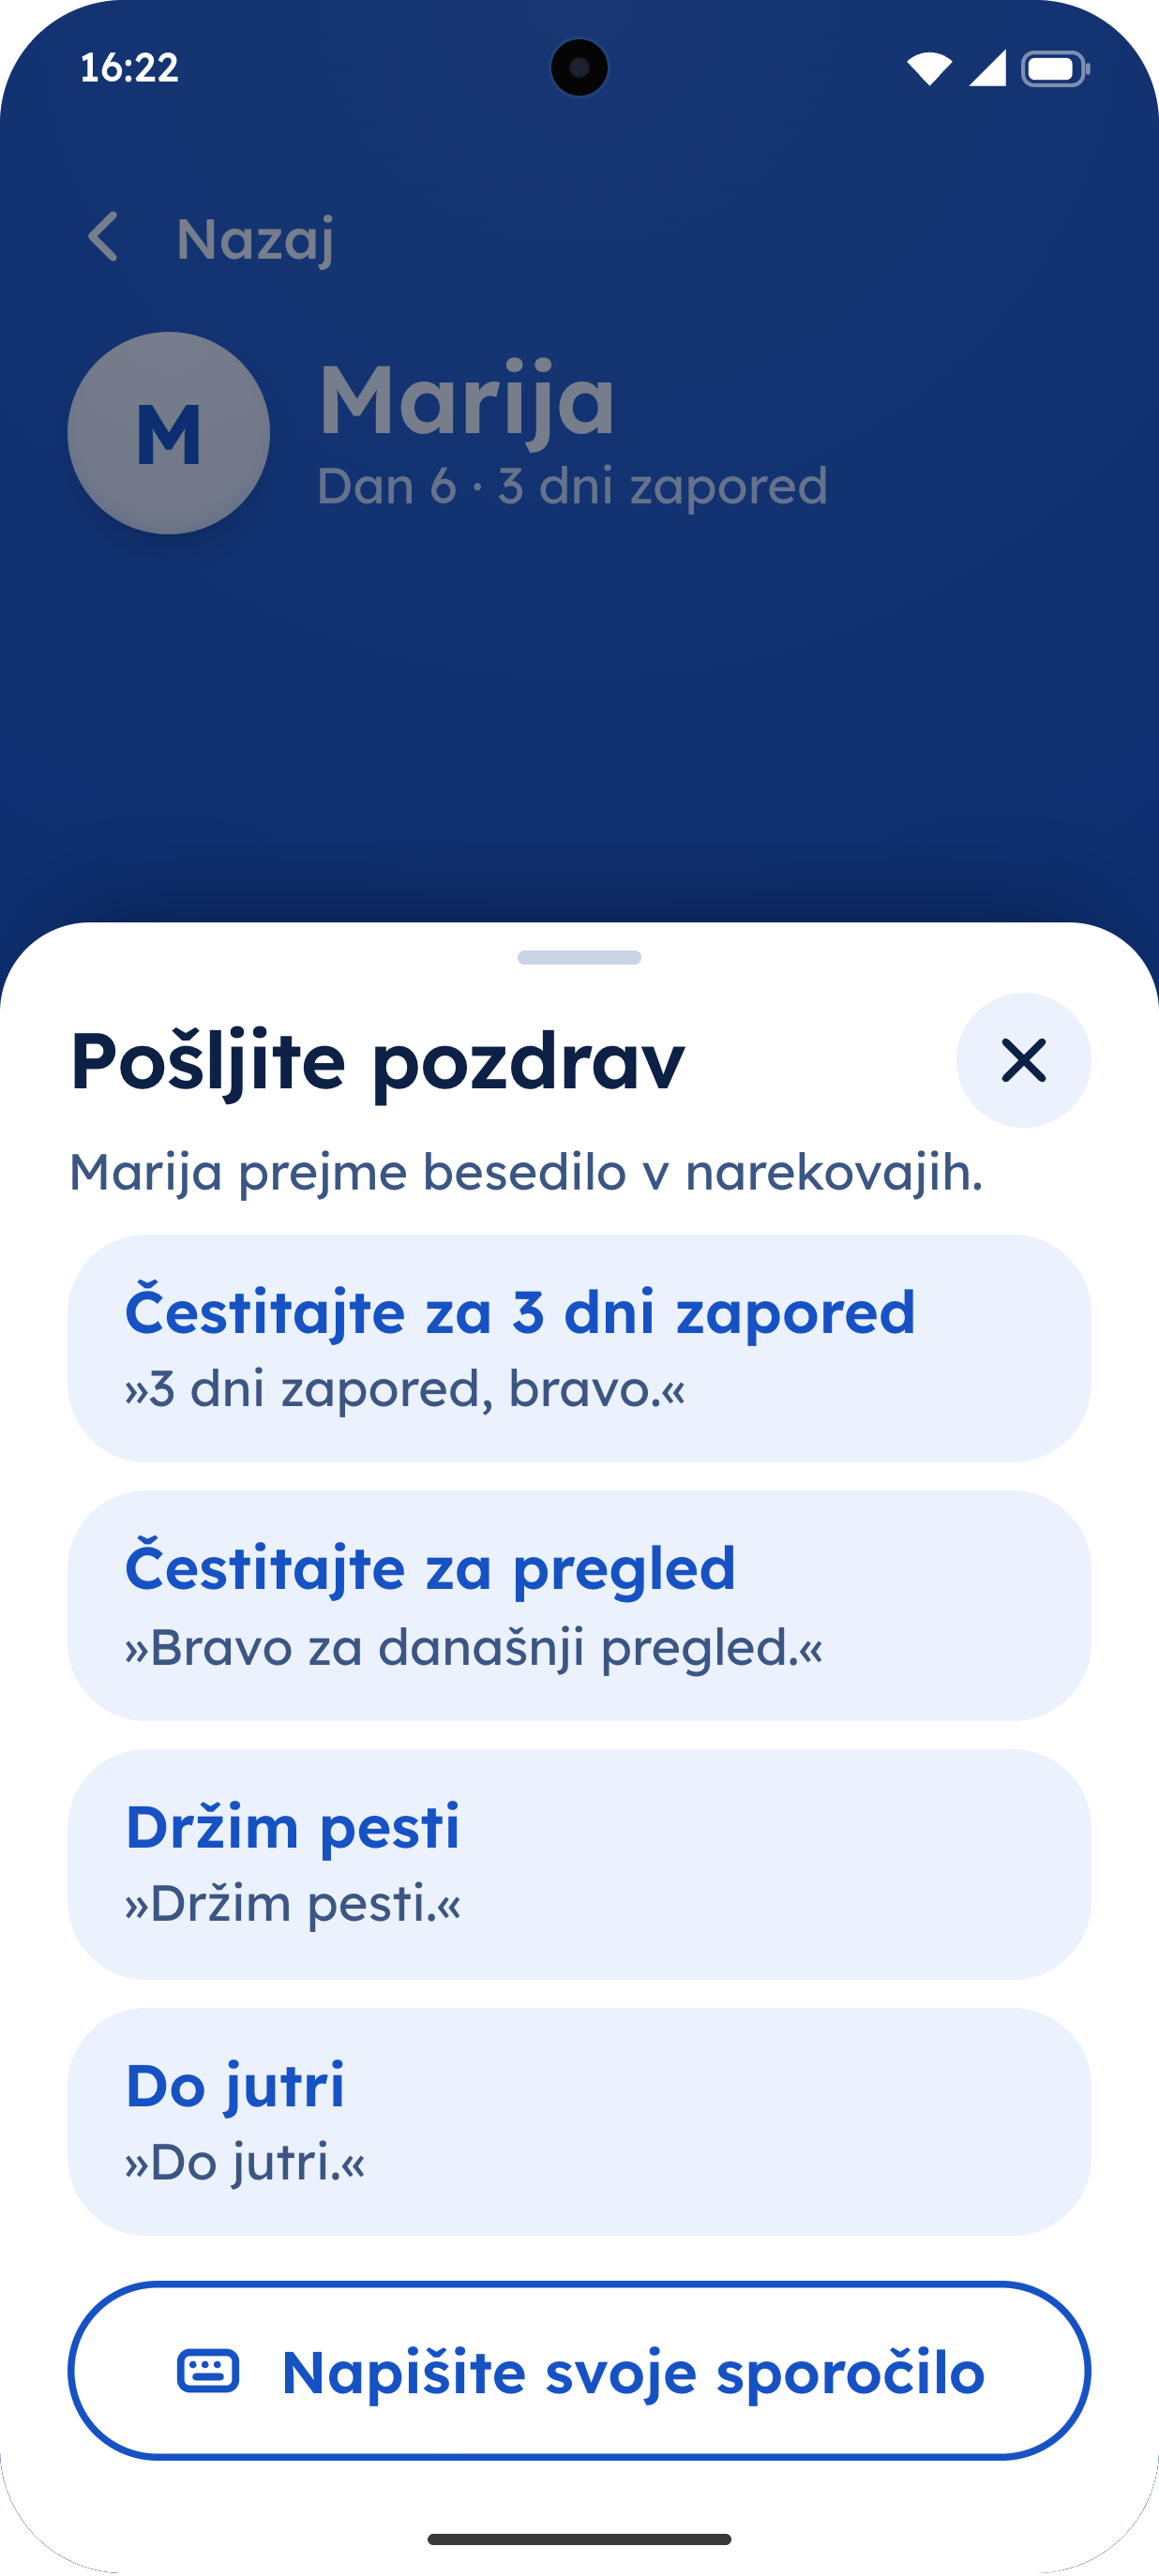 16:22
Nazaj
M
Marija
Dan 6 · 3 dni zapored
Pošljite pozdrav
Marija prejme besedilo v narekovajih.
Čestitajte za 3 dni zapored
»3 dni zapored, bravo.«
Čestitajte za pregled
»Bravo za današnji pregled.«
Držim pesti
»Držim pesti.«
Do jutri
»Do jutri.«
Napišite svoje sporočilo